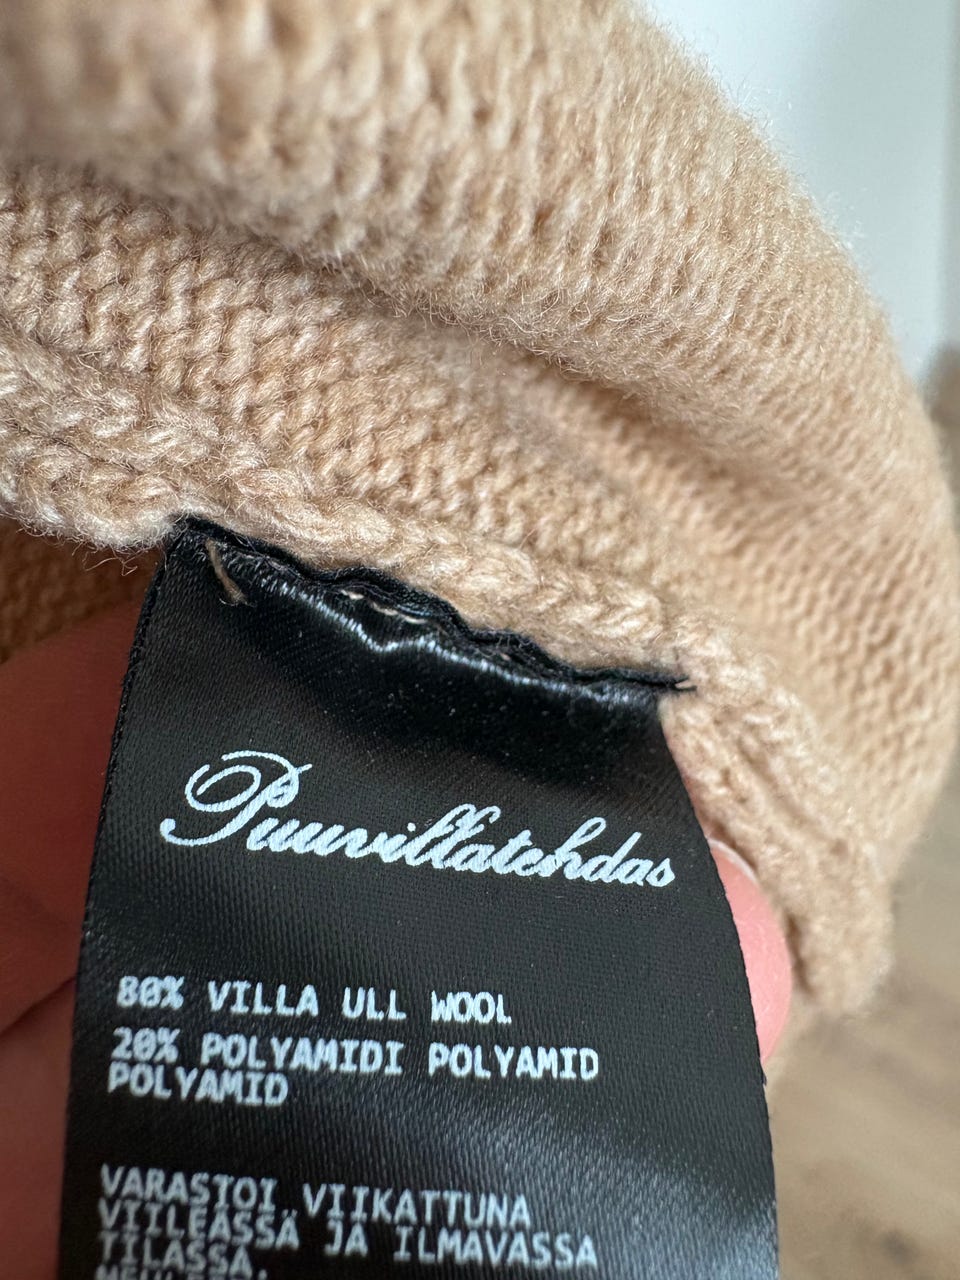 Puuvillatehdas
80% VILLA ULL WOOL
20% POLYAMIDI POLYAMID
POLYAMID
VARASTOI VIIKATTUNA
VIILEÄSSÄ JA ILMAVASSA
TILASSA.